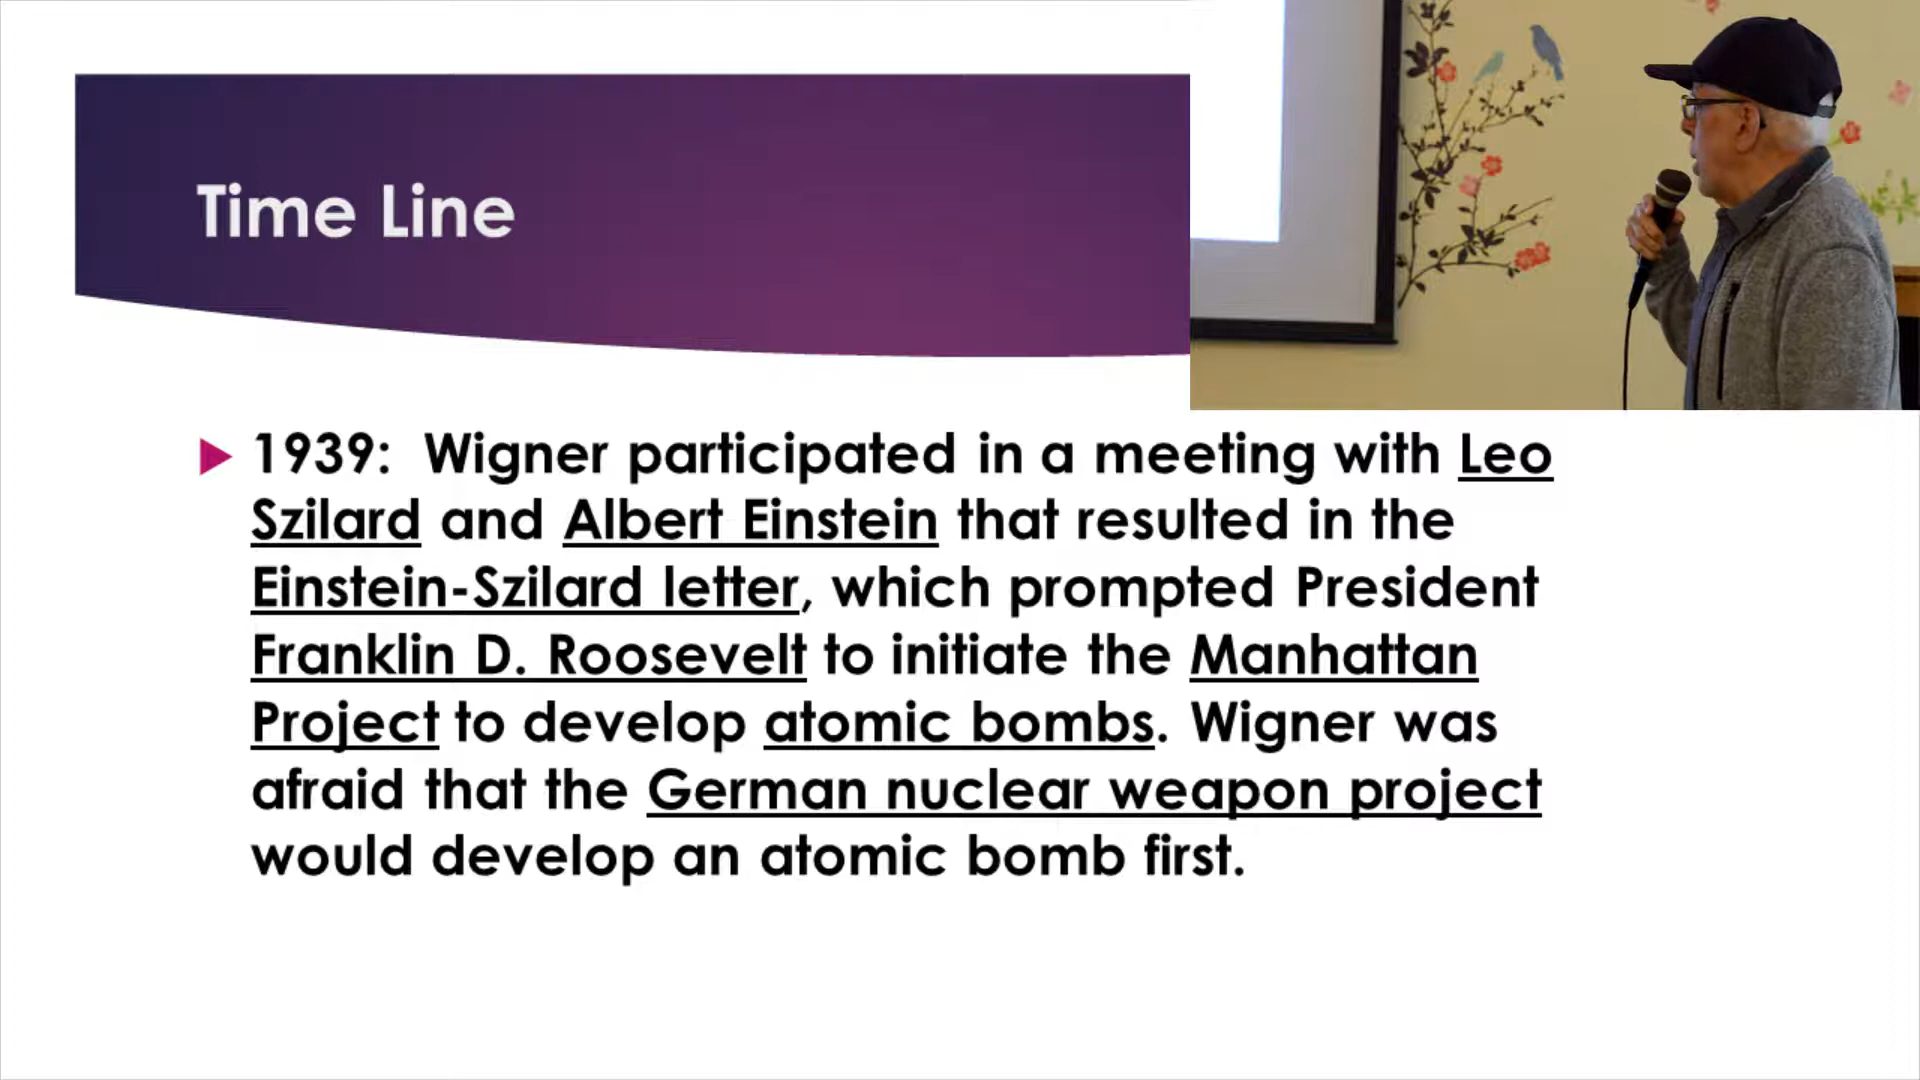 Time Line
1939: Wigner participated in a meeting with Leo
Szilard and Albert Einstein that resulted in the
Einstein-Szilard letter, which prompted President
Franklin D. Roosevelt to initiate the Manhattan
Project to develop atomic bombs. Wigner was
afraid that the German nuclear weapon project
would develop an atomic bomb first.